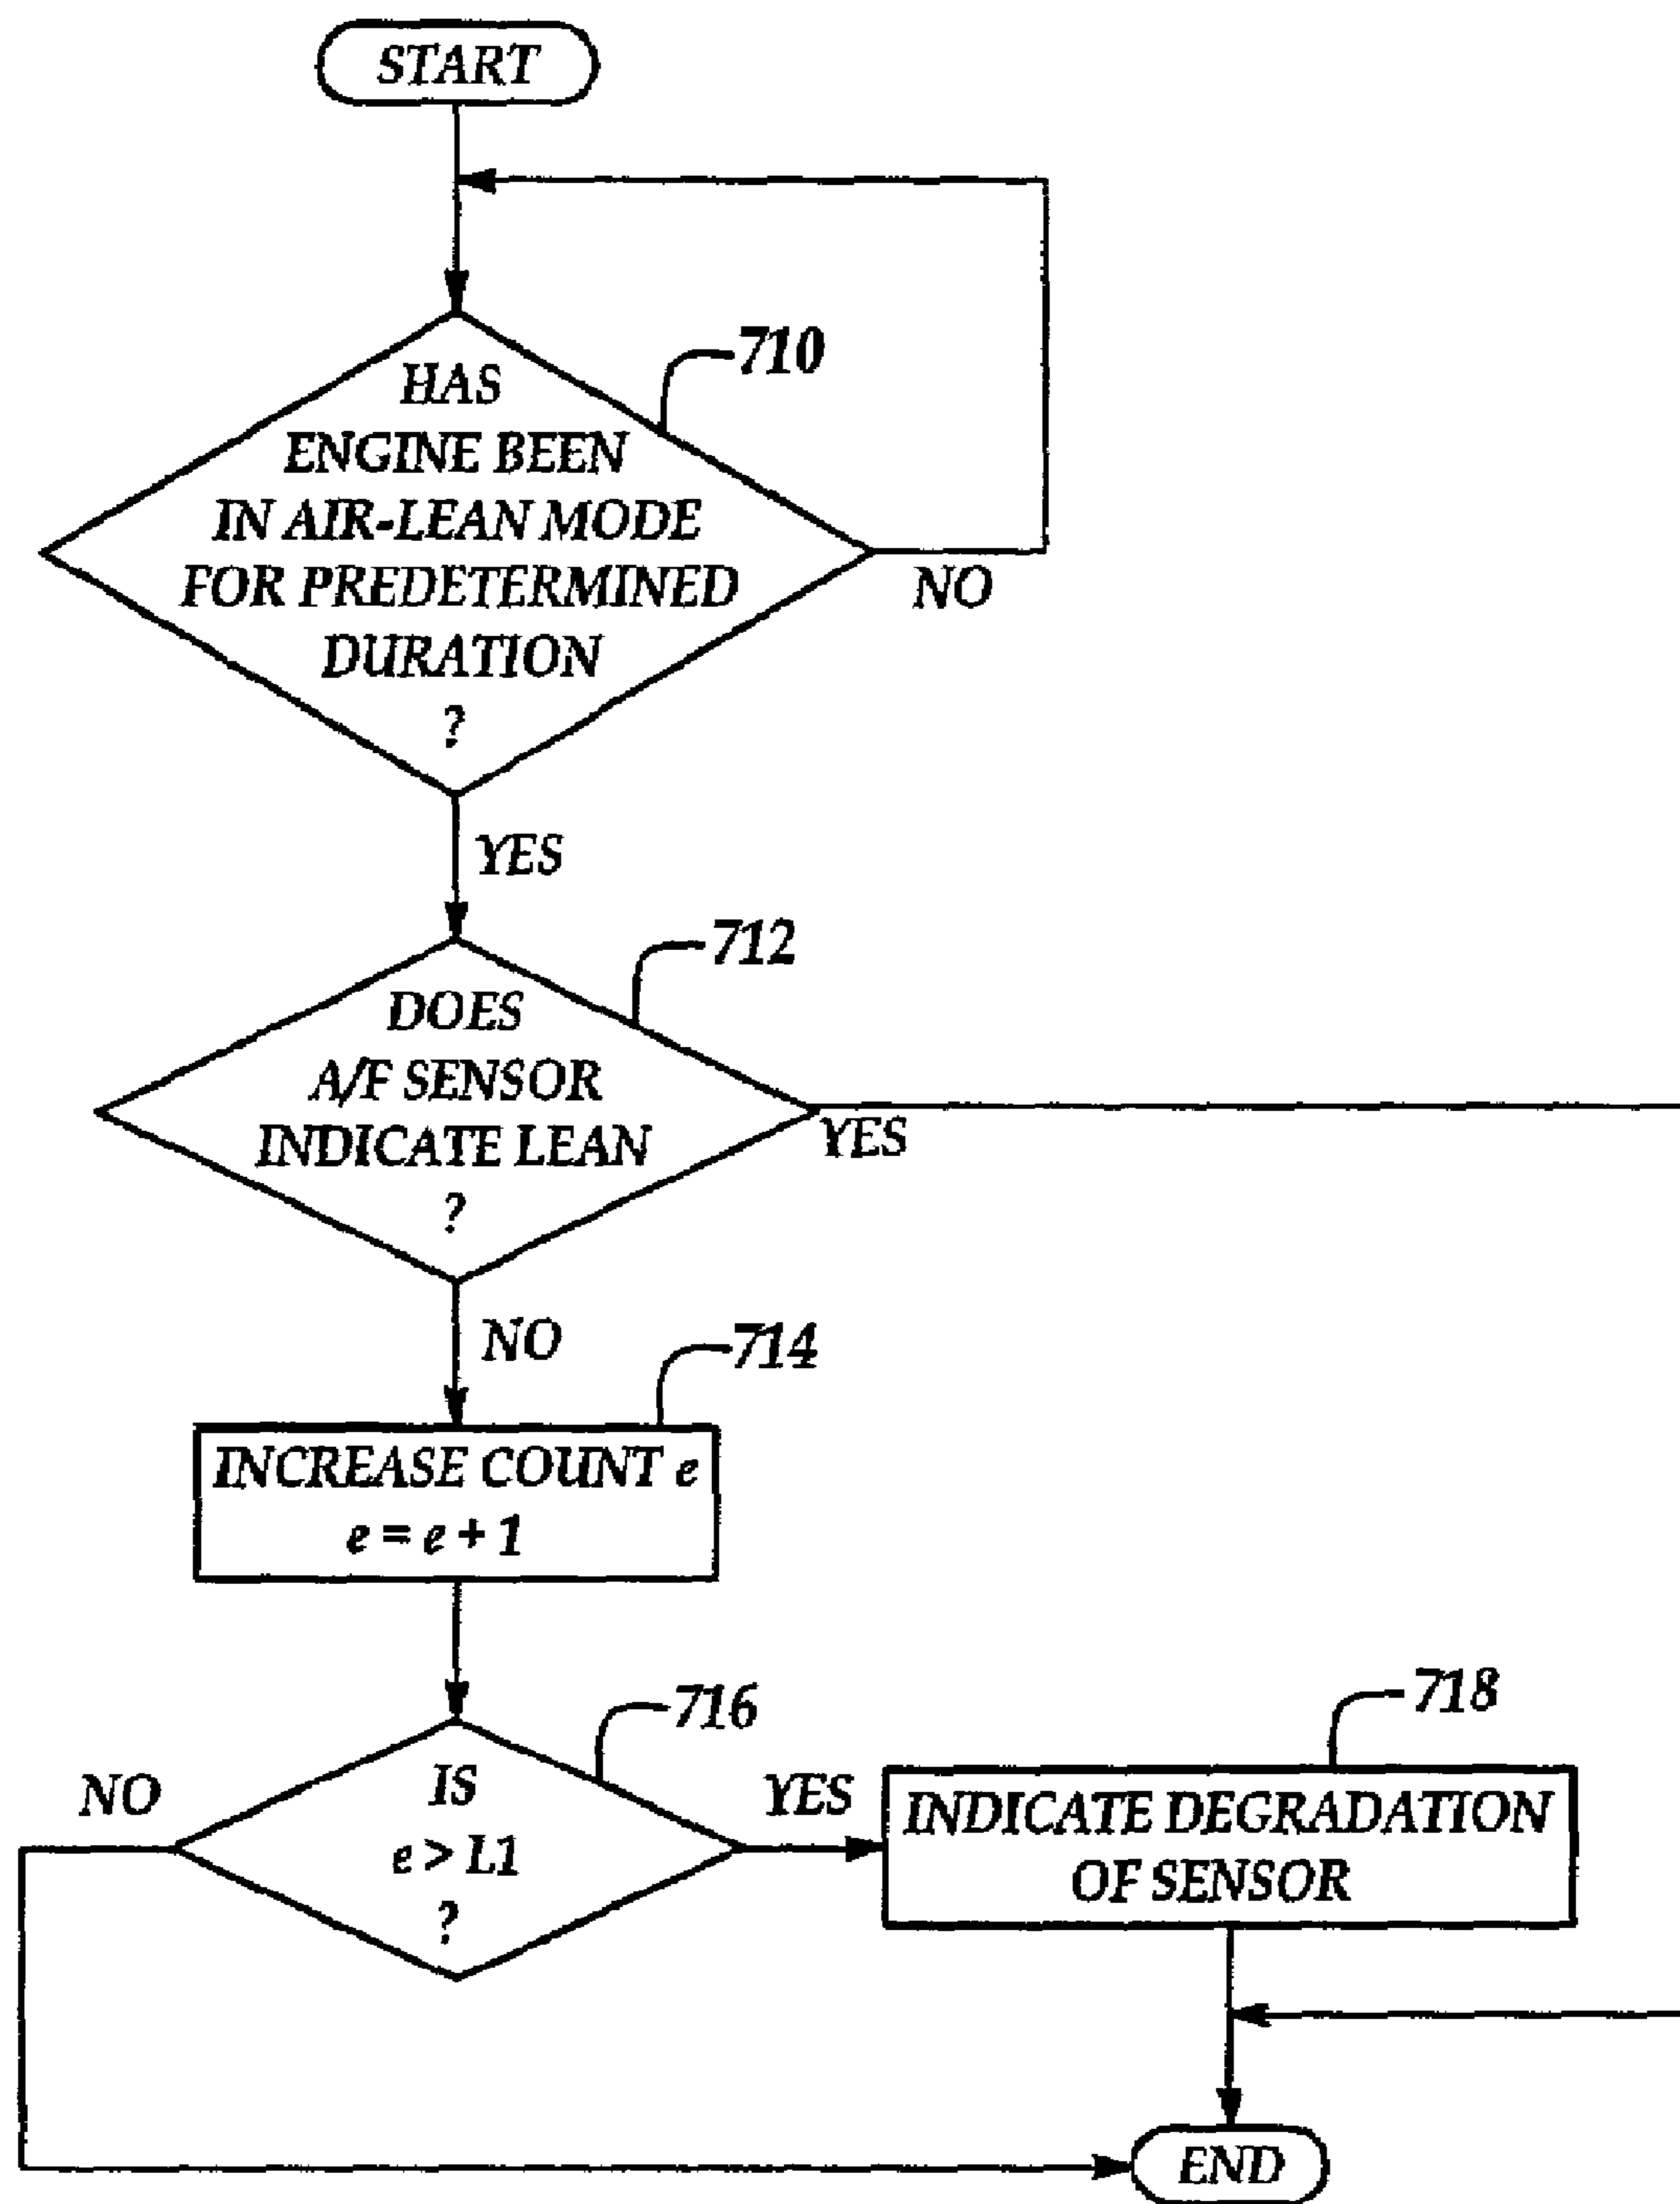 START
710
HAS
ENGINE BEEN
IN AIR-LEAN MODE
FOR PREDETERMINED
DURATION
?
NO
YES
712
DOES
A/F SENSOR
INDICATE LEAN
?
YES
NO
714
INCREASE COUNT e
e = e + 1
716
IS
e > L1
?
NO
YES
718
INDICATE DEGRADATION
OF SENSOR
END